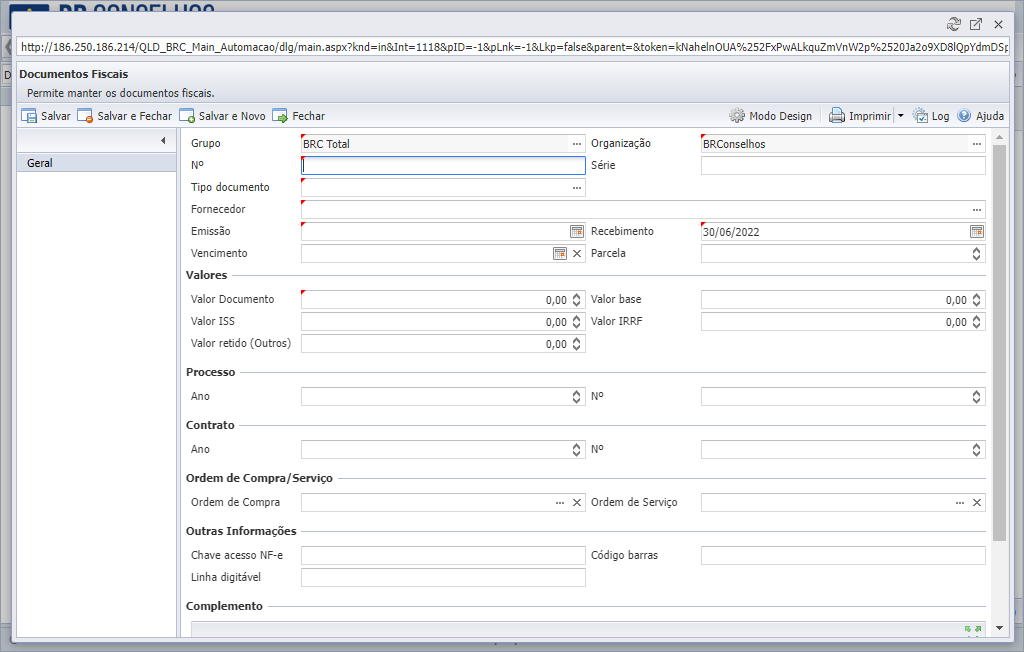 BR CONSELHOS
http://186.250.186.214/QLD_BRC_Main_Automacao/dlg/main.aspx?knd=in&Int=1118&pID=-1&pLnk=-1&Lkp=false&parent=&token=kNahelnOUA%252FxPwALkquZmVnW2p%2520Ja2o9XD8lQpYdmDSp
Documentos Fiscais
Permite manter os documentos fiscais.
Salvar Salvar e Fechar Salvar e Novo Fechar Modo Design Imprimir Log Ajuda
Geral
Grupo BRC Total Organização BRConselhos
Nº Série
Tipo documento
Fornecedor
Emissão Recebimento 30/06/2022
Vencimento Parcela
Valores
Valor Documento 0,00 Valor base 0,00
Valor ISS 0,00 Valor IRRF 0,00
Valor retido (Outros) 0,00
Processo
Ano Nº
Contrato
Ano Nº
Ordem de Compra/Serviço
Ordem de Compra Ordem de Serviço
Outras Informações
Chave acesso NF-e Código barras
Linha digitável
Complemento